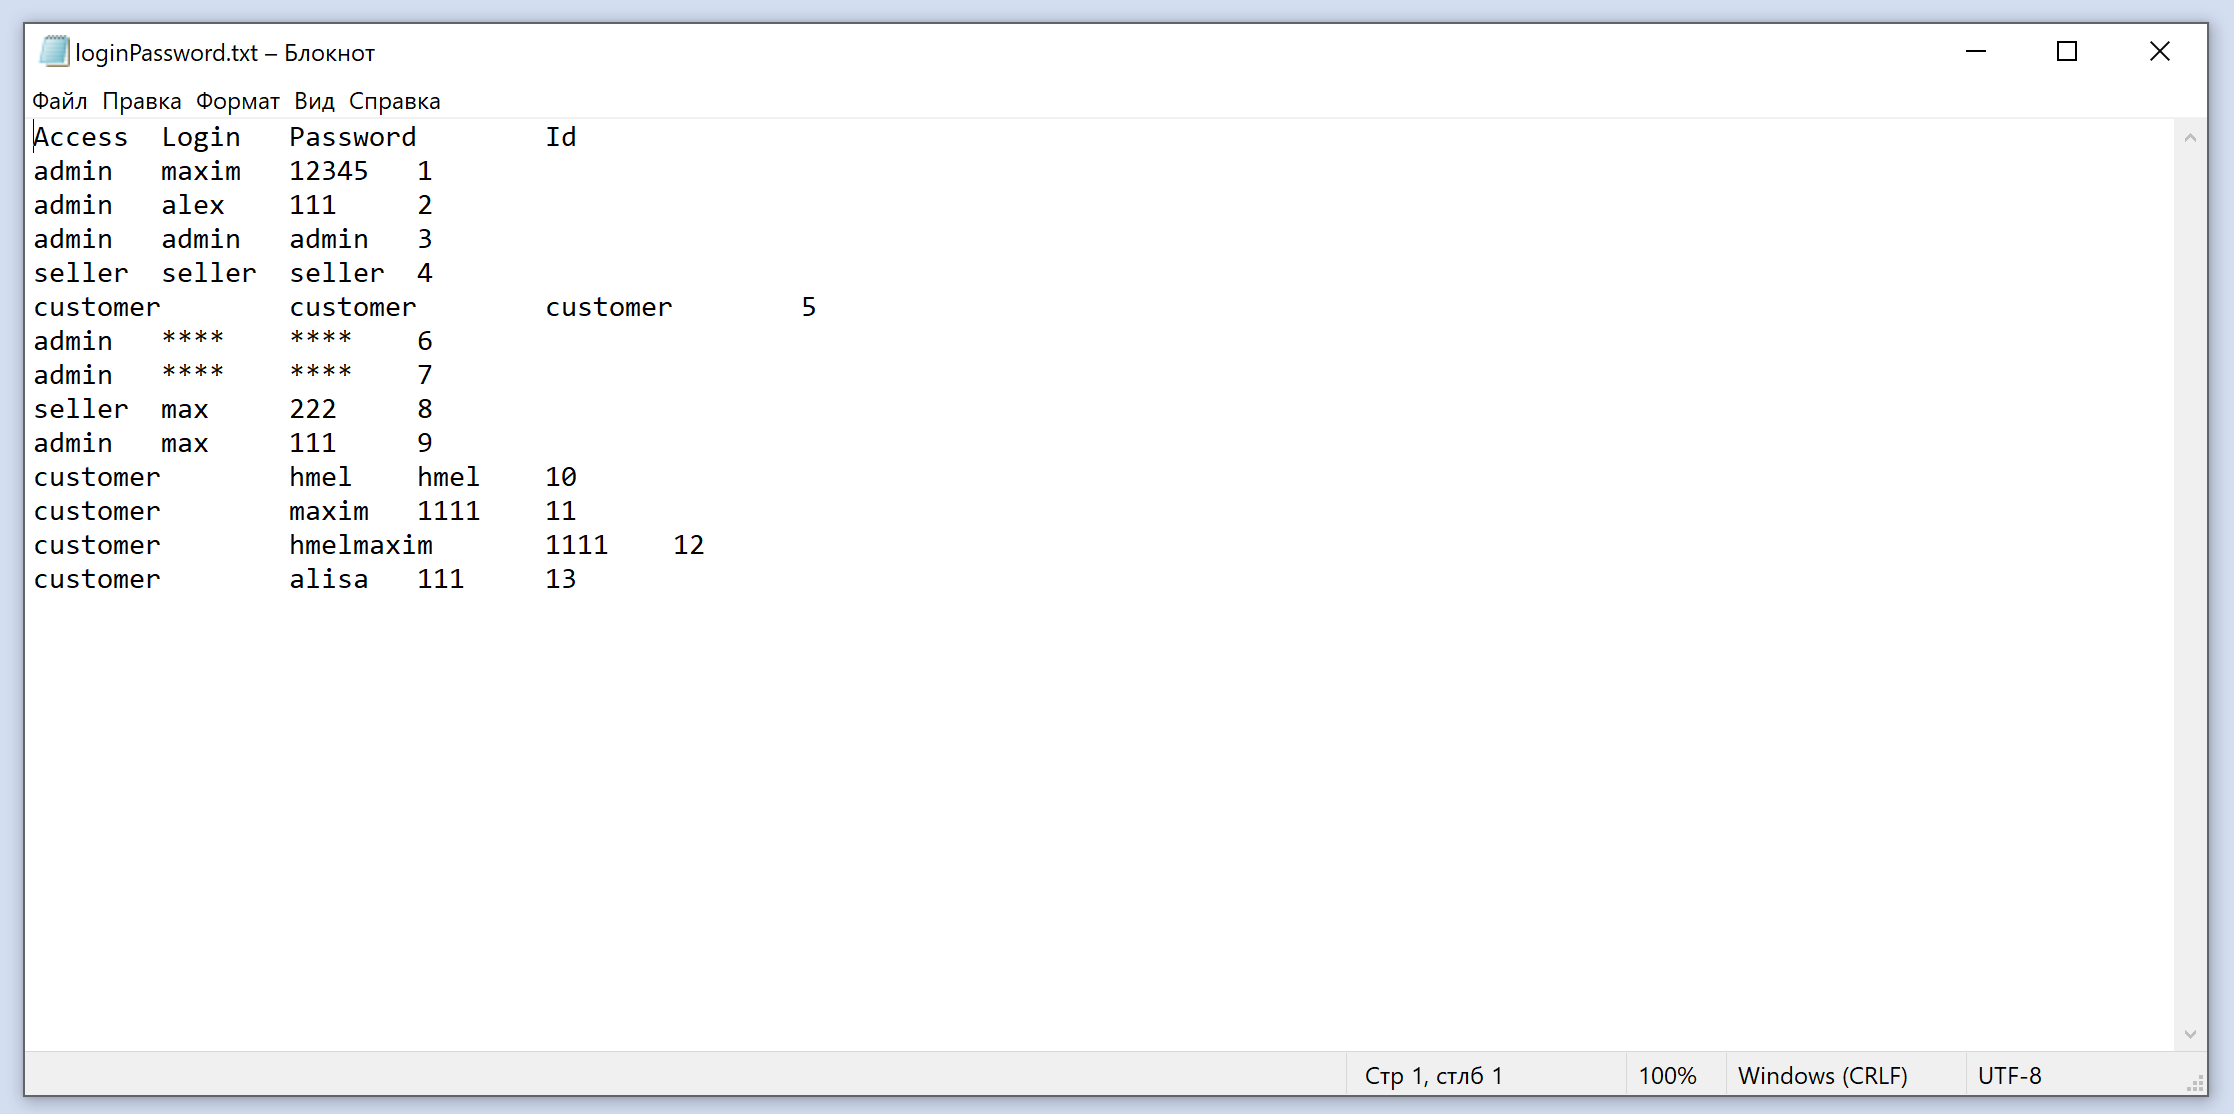 loginPassword.txt – Блокнот
Файл Правка Формат Вид Справка
Access Login Password Id
admin maxim 12345 1
admin alex 111 2
admin admin admin 3
seller seller seller 4
customer customer customer 5
admin **** **** 6
admin **** **** 7
seller max 222 8
admin max 111 9
customer hmel hmel 10
customer maxim 1111 11
customer hmelmaxim 1111 12
customer alisa 111 13
Стр 1, стлб 1 100% Windows (CRLF) UTF-8